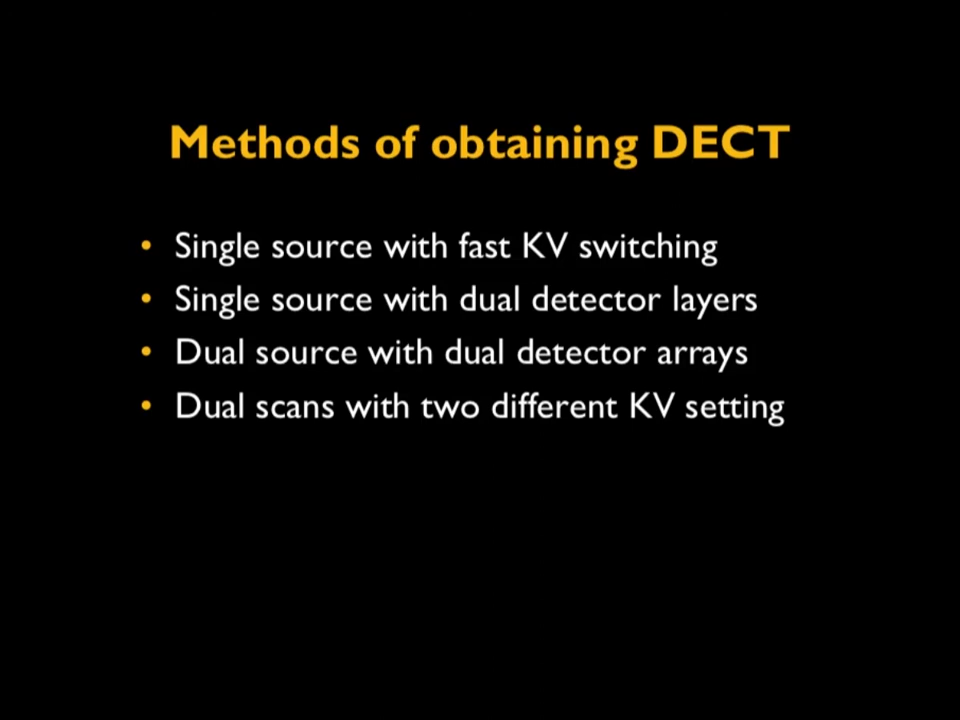 Methods of obtaining DECT
• Single source with fast KV switching
• Single source with dual detector layers
• Dual source with dual detector arrays
• Dual scans with two different KV setting